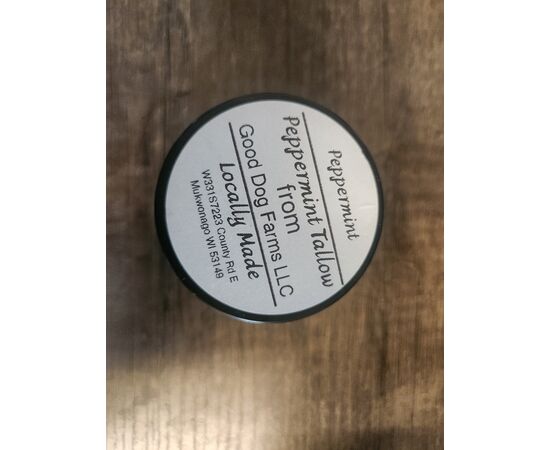 Peppermint
Peppermint Tallow
from
Good Dog Farms LLC
Locally Made
W331S7223 County Rd E
Mukwonago WI 53149